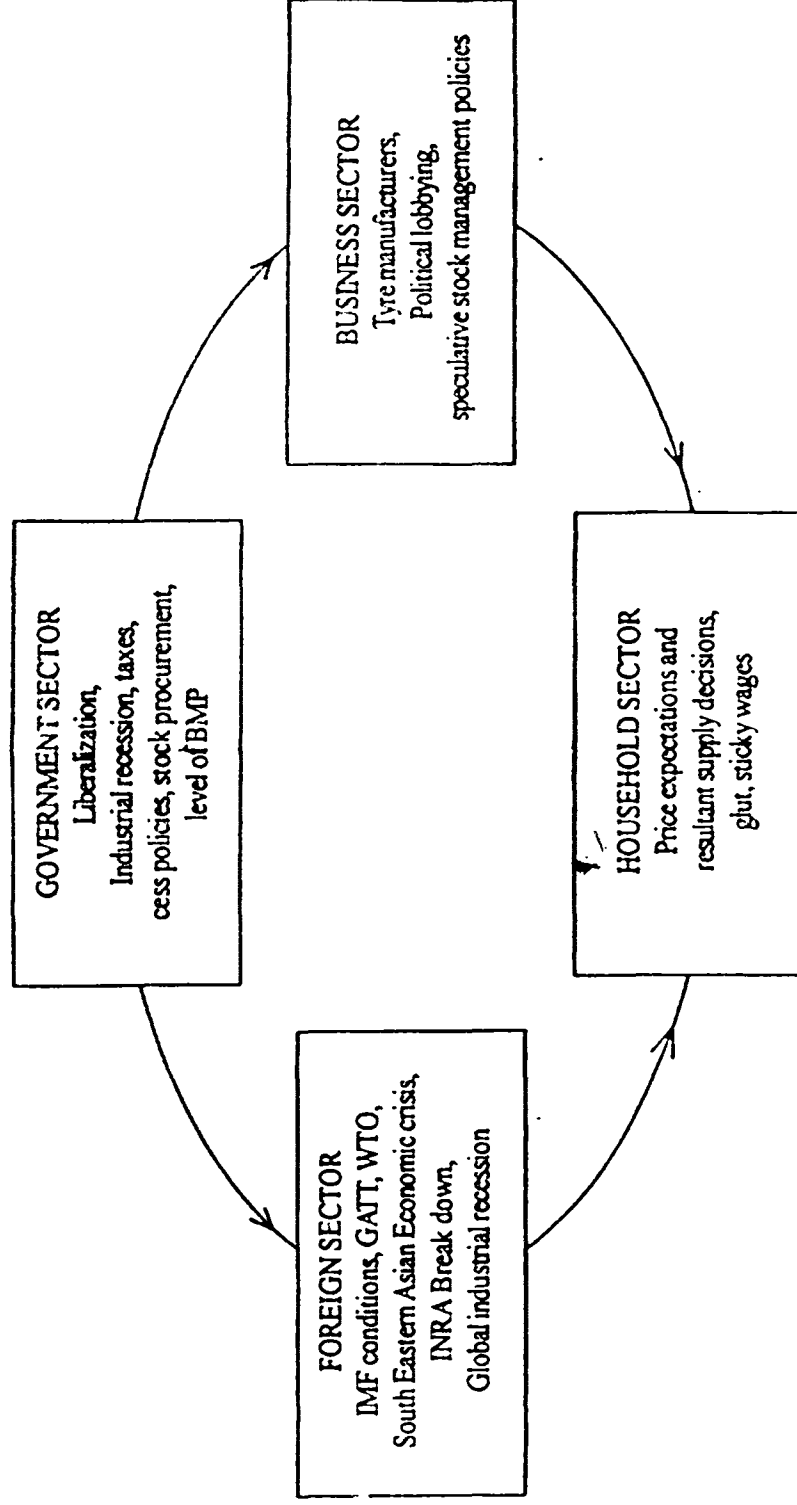 GOVERNMENT SECTOR
Liberalization,
Industrial recession, taxes,
cess policies, stock procurement,
level of BMP
FOREIGN SECTOR
IMF conditions, GATT, WTO,
South Eastern Asian Economic crisis,
INRA Break down,
Global industrial recession
BUSINESS SECTOR
Tyre manufacturers,
Political lobbying,
speculative stock management policies
HOUSEHOLD SECTOR
Price expectations and
resultant supply decisions,
glut, sticky wages